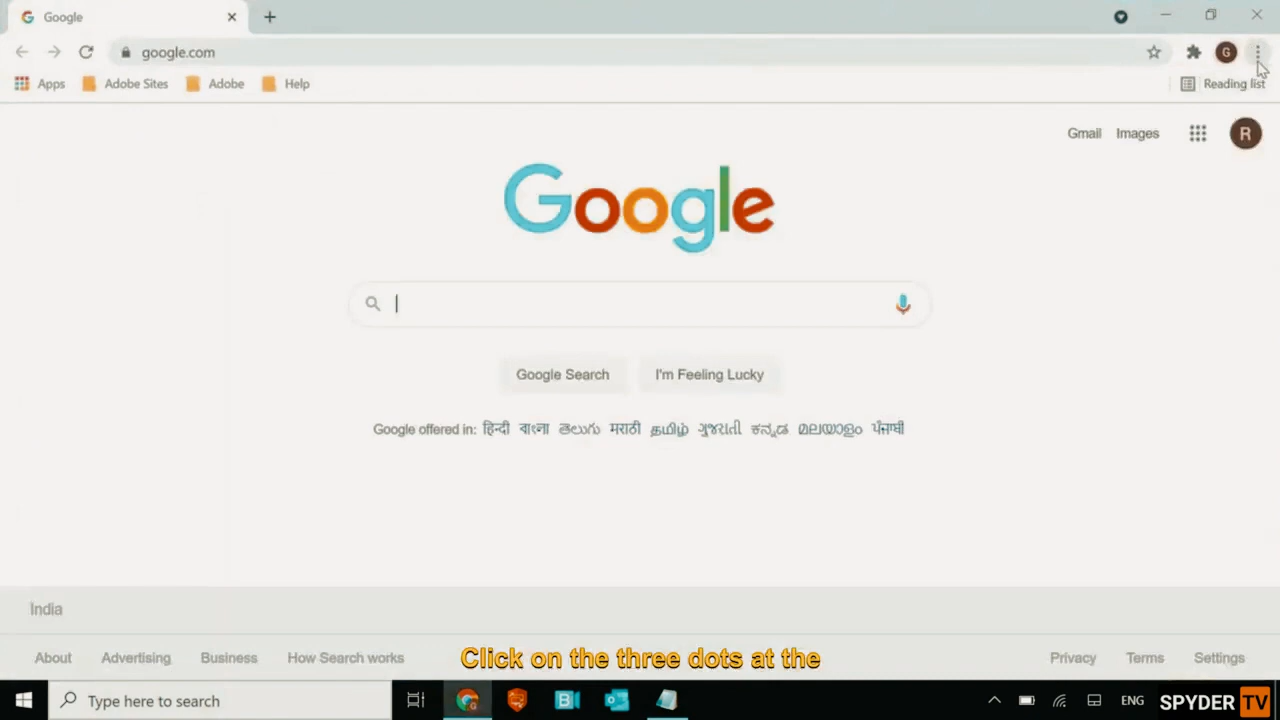 Google
google.com
Apps Adobe Sites Adobe Help Reading list
G
Gmail Images R
Google
Google Search I'm Feeling Lucky
Google offered in: हिन्दी বাংলা తెలుగు मराठी தமிழ் ગુજરાતી ಕನ್ನಡ മലയാളം ਪੰਜਾਬੀ
India
About Advertising Business How Search works Click on the three dots at the Privacy Terms Settings
Type here to search ENG SPYDER TV